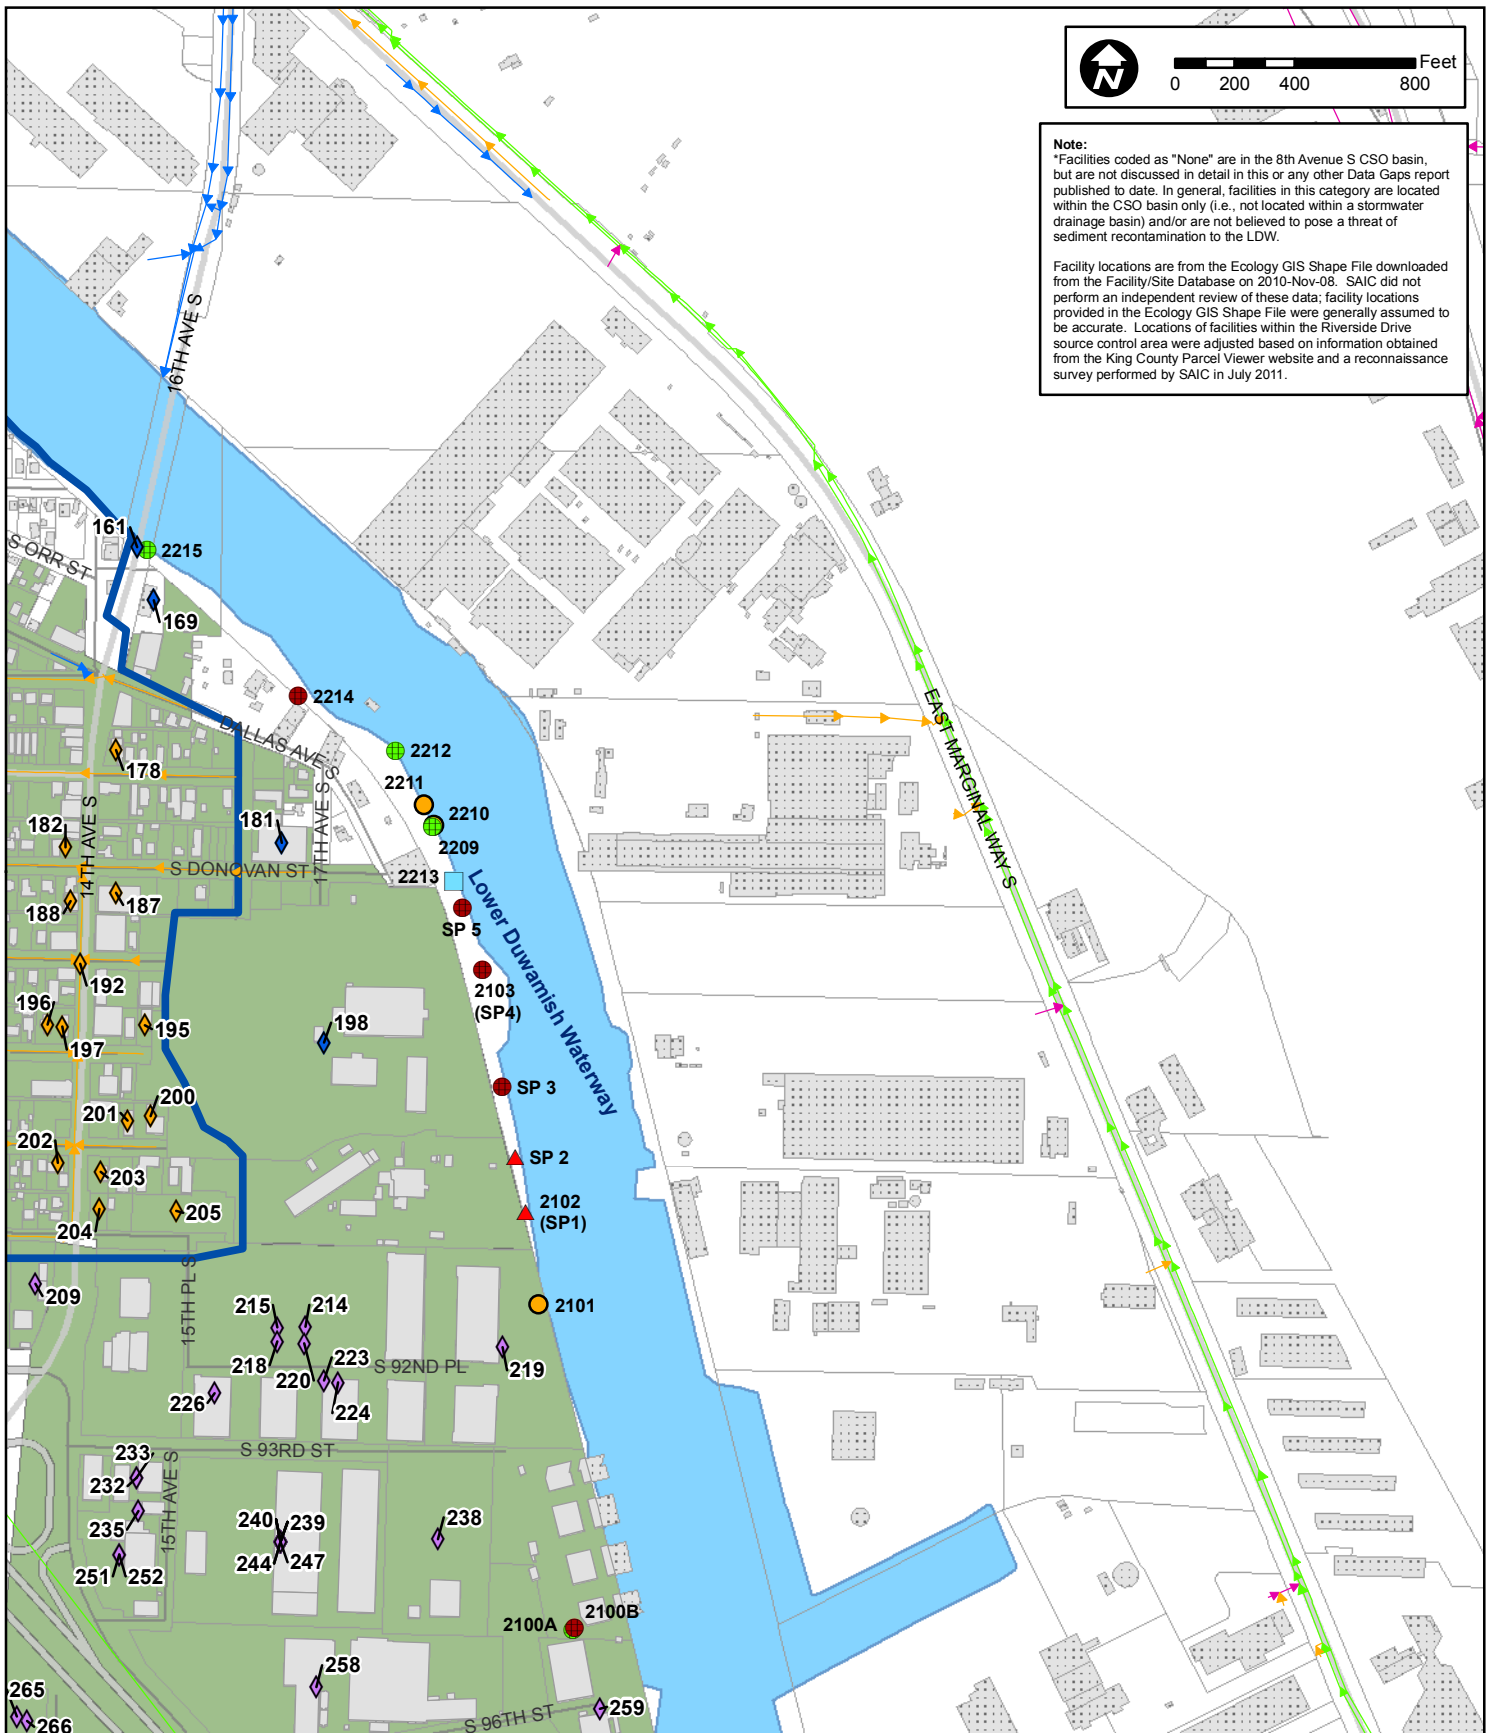 N
Feet
0 200 400 800
Note:
*Facilities coded as "None" are in the 8th Avenue S CSO basin,
but are not discussed in detail in this or any other Data Gaps report
published to date. In general, facilities in this category are located
within the CSO basin only (i.e., not located within a stormwater
drainage basin) and/or are not believed to pose a threat of
sediment recontamination to the LDW.
Facility locations are from the Ecology GIS Shape File downloaded
from the Facility/Site Database on 2010-Nov-08. SAIC did not
perform an independent review of these data; facility locations
provided in the Ecology GIS Shape File were generally assumed to
be accurate. Locations of facilities within the Riverside Drive
source control area were adjusted based on information obtained
from the King County Parcel Viewer website and a reconnaissance
survey performed by SAIC in July 2011.
16TH AVE S
161
2215
S ORR ST
169
2214
DALLAS AVE S
2212
EAST MARGINAL WAY S
178
2211
2210
14TH AVE S
17TH AVE S
182
181
2209
S DONOVAN ST
2213
Lower Duwamish Waterway
188
187
SP 5
192
2103
(SP4)
196
198
195
197
SP 3
200
201
202
SP 2
203
2102
(SP1)
205
204
15TH PL S
209
2101
215
214
218
223
S 92ND PL
219
220
226
224
S 93RD ST
233
232
15TH AVE S
235
240
239
238
244
247
251
252
2100B
2100A
258
265
259
266
S 96TH ST